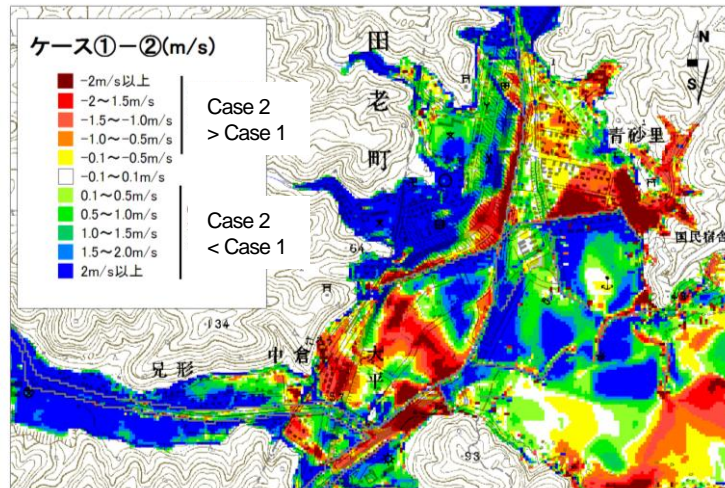 ケース①－②(m/s)
-2m/s以上
-2～1.5m/s
-1.5～-1.0m/s
-1.0～-0.5m/s
-0.1～-0.5m/s
-0.1～0.1m/s
0.1～0.5m/s
0.5～1.0m/s
1.0～1.5m/s
1.5～2.0m/s
2m/s以上
Case 2
> Case 1
Case 2
< Case 1
田老町
N
S
青砂里
国民宿舎
64
134
中倉
大平
兄形
93